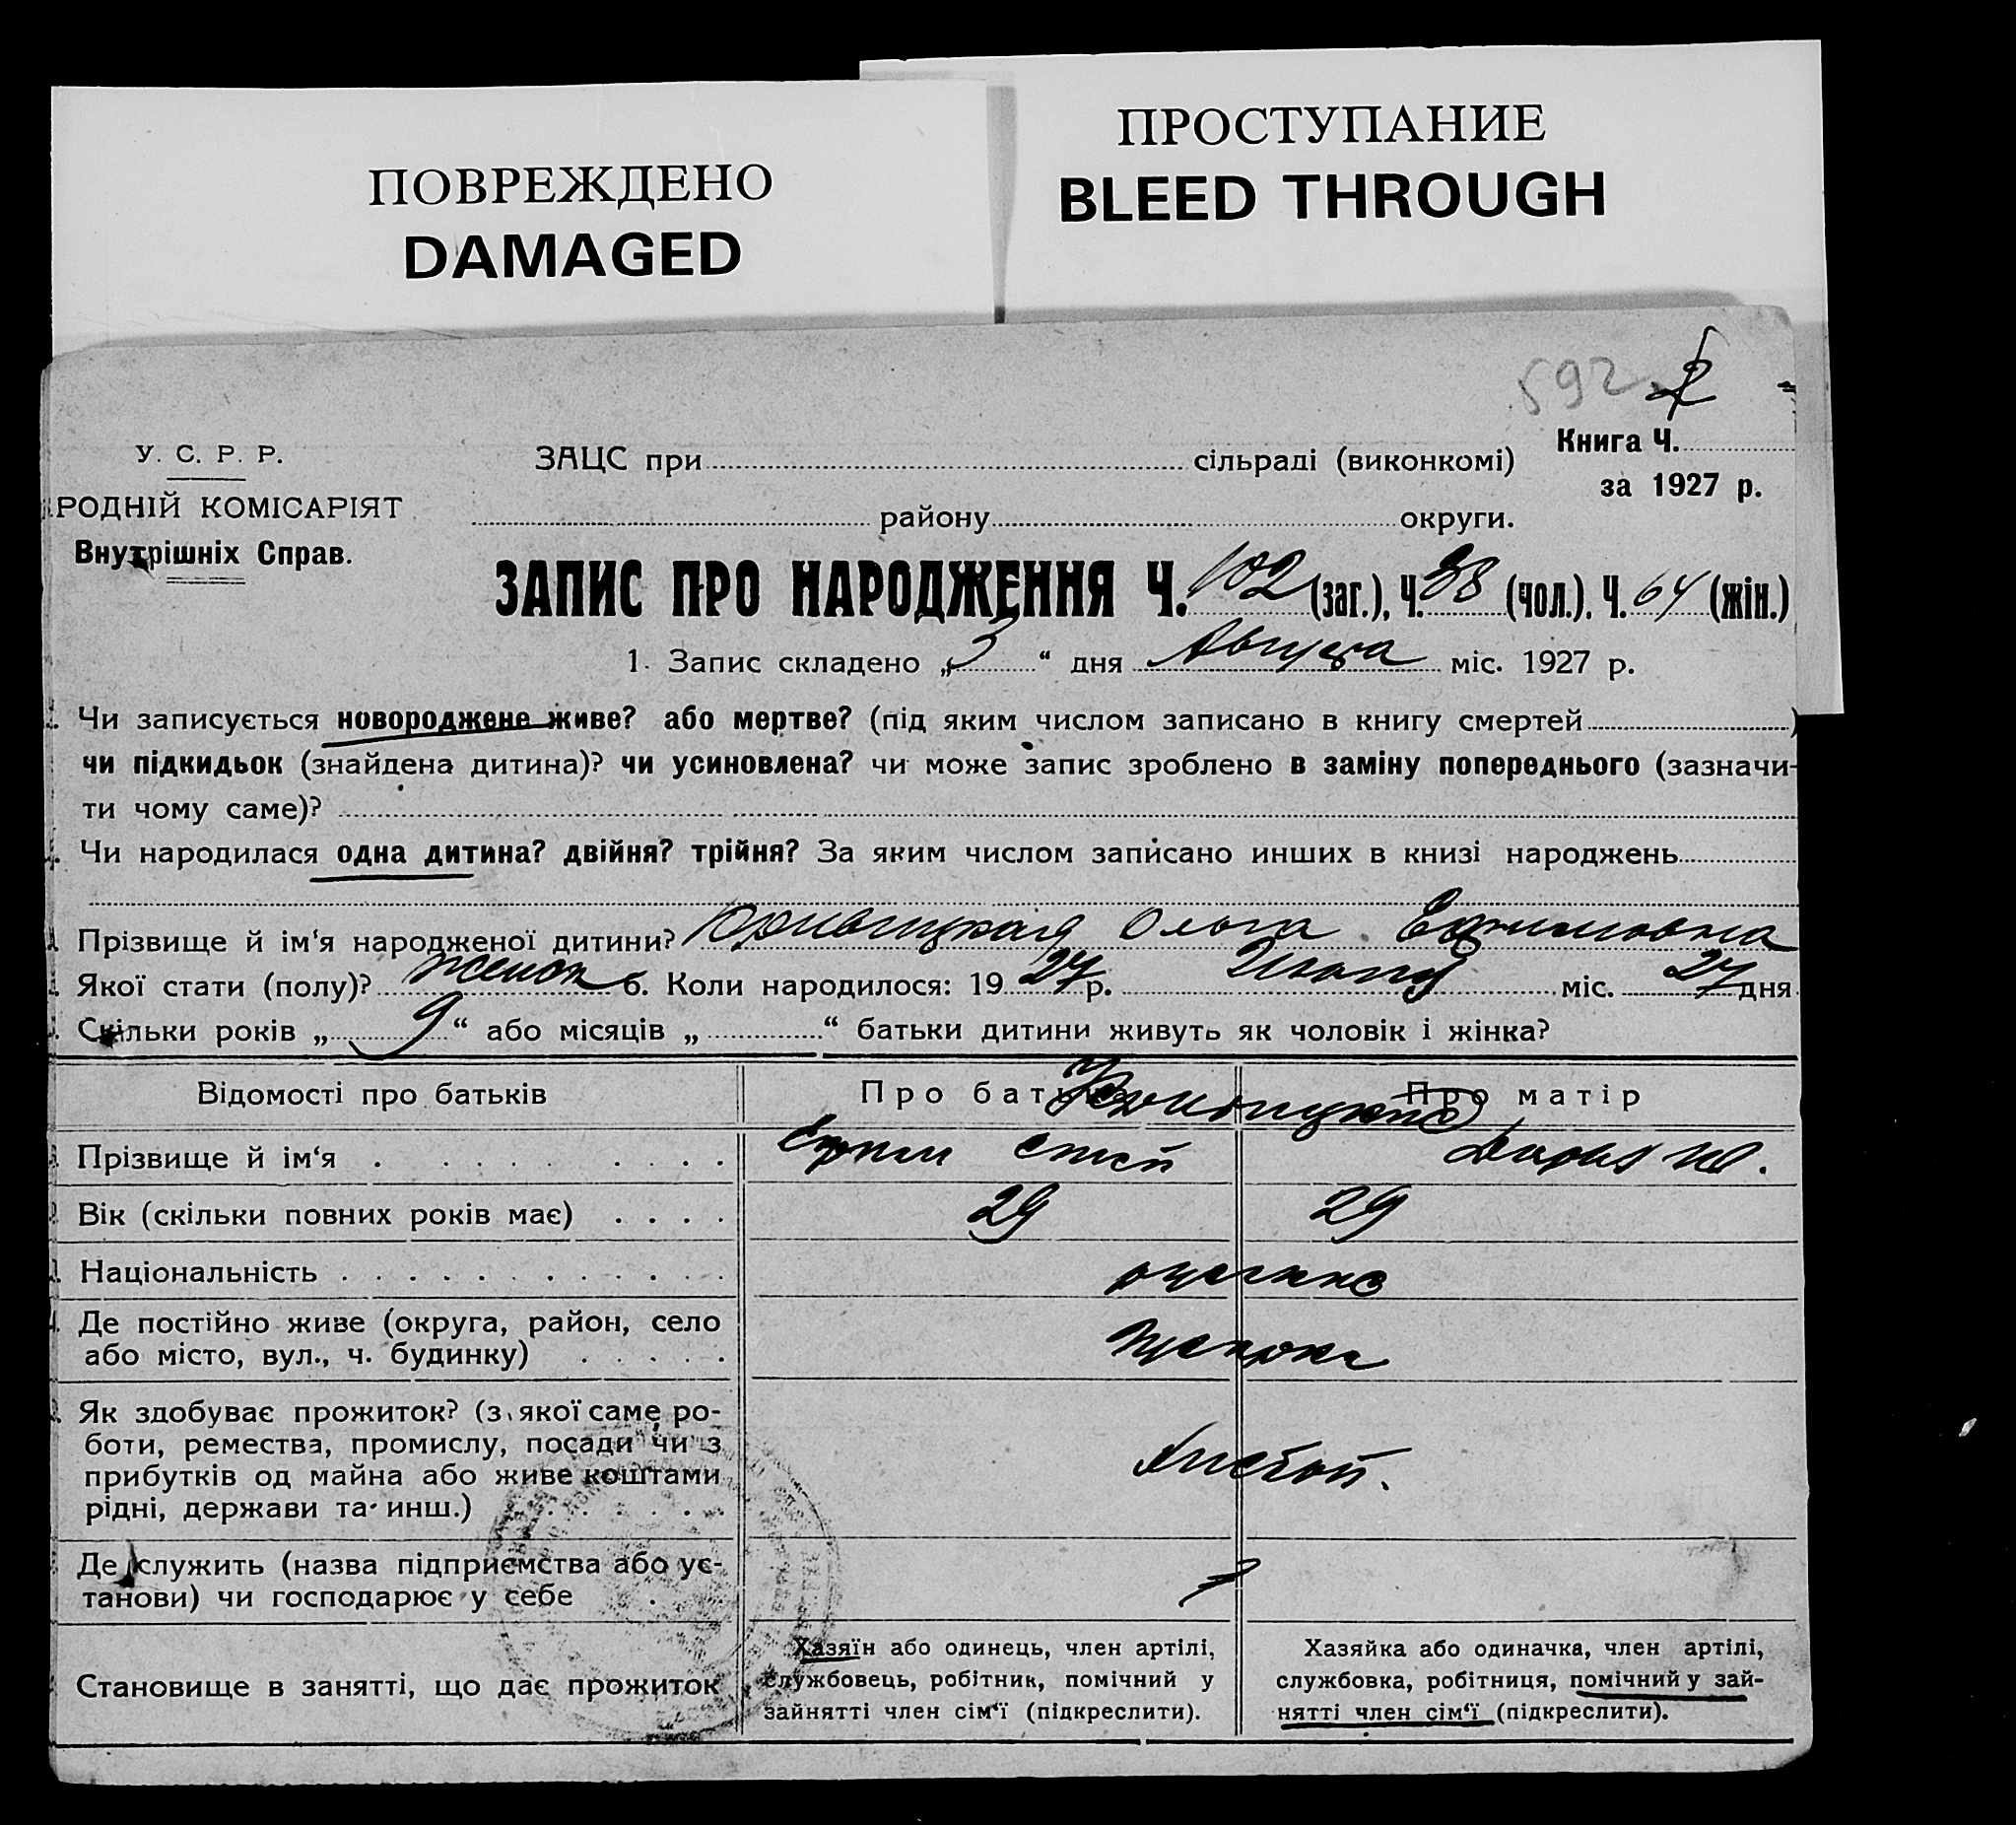 ПОВРЕЖДЕНО
DAMAGED
ПРОСТУПАНИЕ
BLEED THROUGH
592
У. С. Р. Р.
РОДНІЙ КОМІСАРІЯТ
Внутрішніх Справ.
ЗАЦС при сільраді (виконкомі)
Книга Ч.
за 1927 р.
району округи.
ЗАПИС ПРО НАРОДЖЕННЯ Ч. 102 (заг.), Ч. 38 (чол.). Ч. 64 (жін.)
1. Запис складено „3“ дня Августа міс. 1927 р.
Чи записується новороджене живе? або мертве? (під яким числом записано в книгу смертей )
чи підкидьок (знайдена дитина)? чи усиновлена? чи може запис зроблено в заміну попереднього (зазначи-
ти чому саме)?
Чи народилася одна дитина? двійня? трійня? За яким числом записано инших в книзі народжень
Прізвище й ім‘я народженої дитини? Ольга Ефимовна
Якої стати (полу)? женск б. Коли народилося: 19 27 р. міс. 27 дня
Скільки років „ 9 “ або місяців „ “ батьки дитини живуть як чоловік і жінка?
Відомості про батьків Про батька Про матір
Прізвище й ім‘я Ефим Дарья
Вік (скільки повних років має) 29 29
Національність
Де постійно живе (округа, район, село
або місто, вул., ч. будинку)
Як здобуває прожиток? (з якої саме ро-
боти, ремества, промислу, посади чи з
прибутків од майна або живе коштами
рідні, держави та инш.)
Де служить (назва підприємства або ус-
танови) чи господарює у себе
Становище в занятті, що дає прожиток
Хазяїн або одинець, член артілі,
службовець, робітник, помічний у
зайнятті член сім‘ї (підкреслити).
Хазяйка або одиначка, член артілі,
службовка, робітниця, помічний у зай-
нятті член сім‘ї (підкреслити).